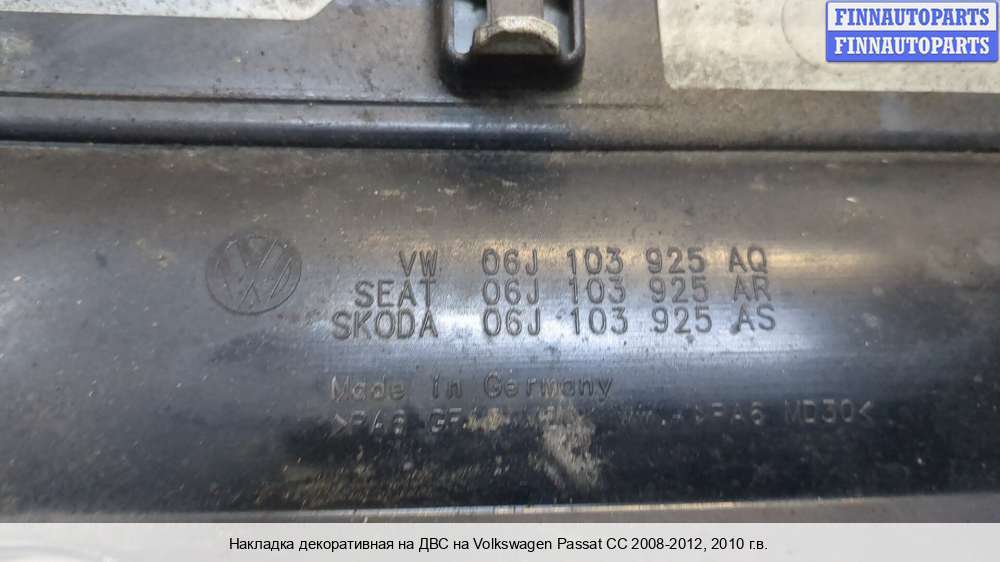 FINNAUTOPARTS
FINNAUTOPARTS
VW 06J 103 925 AQ
SEAT 06J 103 925 AR
SKODA 06J 103 925 AS
Made in Germany
>PA6 >PA6 MD30<
Накладка декоративная на ДВС на Volkswagen Passat CC 2008-2012, 2010 г.в.